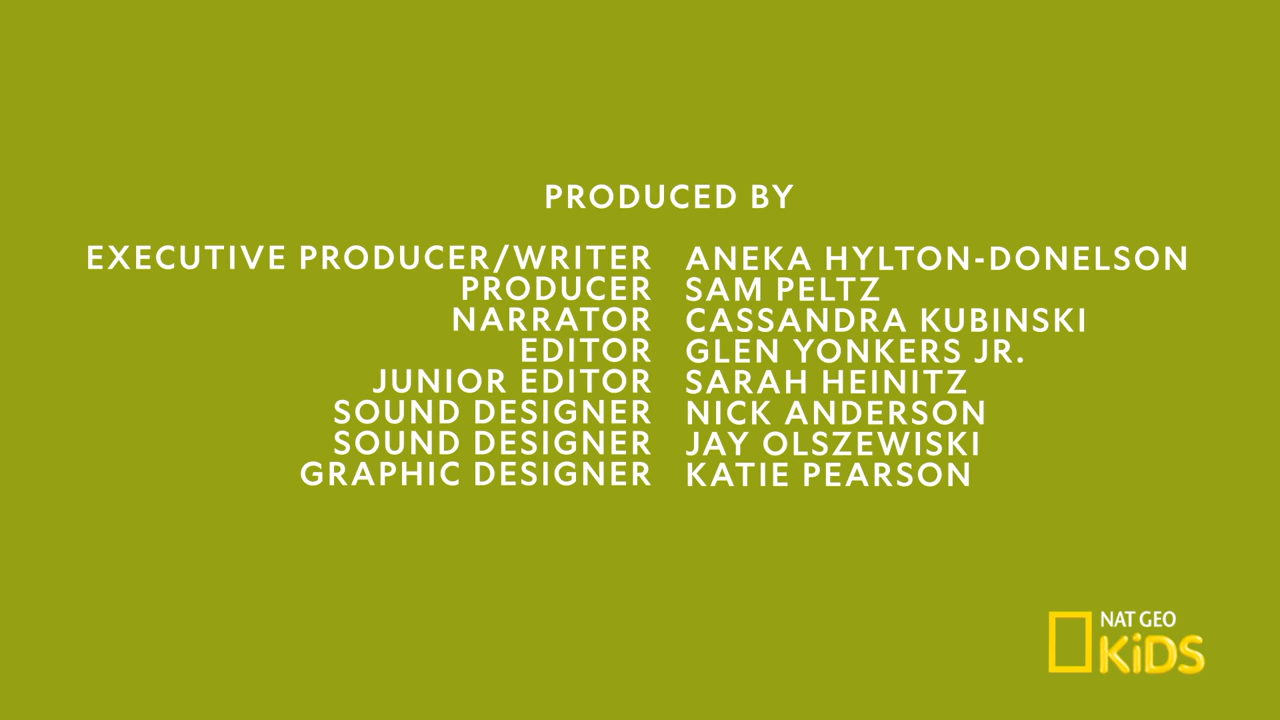 PRODUCED BY
EXECUTIVE PRODUCER/WRITER ANEKA HYLTON-DONELSON
PRODUCER SAM PELTZ
NARRATOR CASSANDRA KUBINSKI
EDITOR GLEN YONKERS JR.
JUNIOR EDITOR SARAH HEINITZ
SOUND DESIGNER NICK ANDERSON
SOUND DESIGNER JAY OLSZEWISKI
GRAPHIC DESIGNER KATIE PEARSON
NAT GEO
KiDS